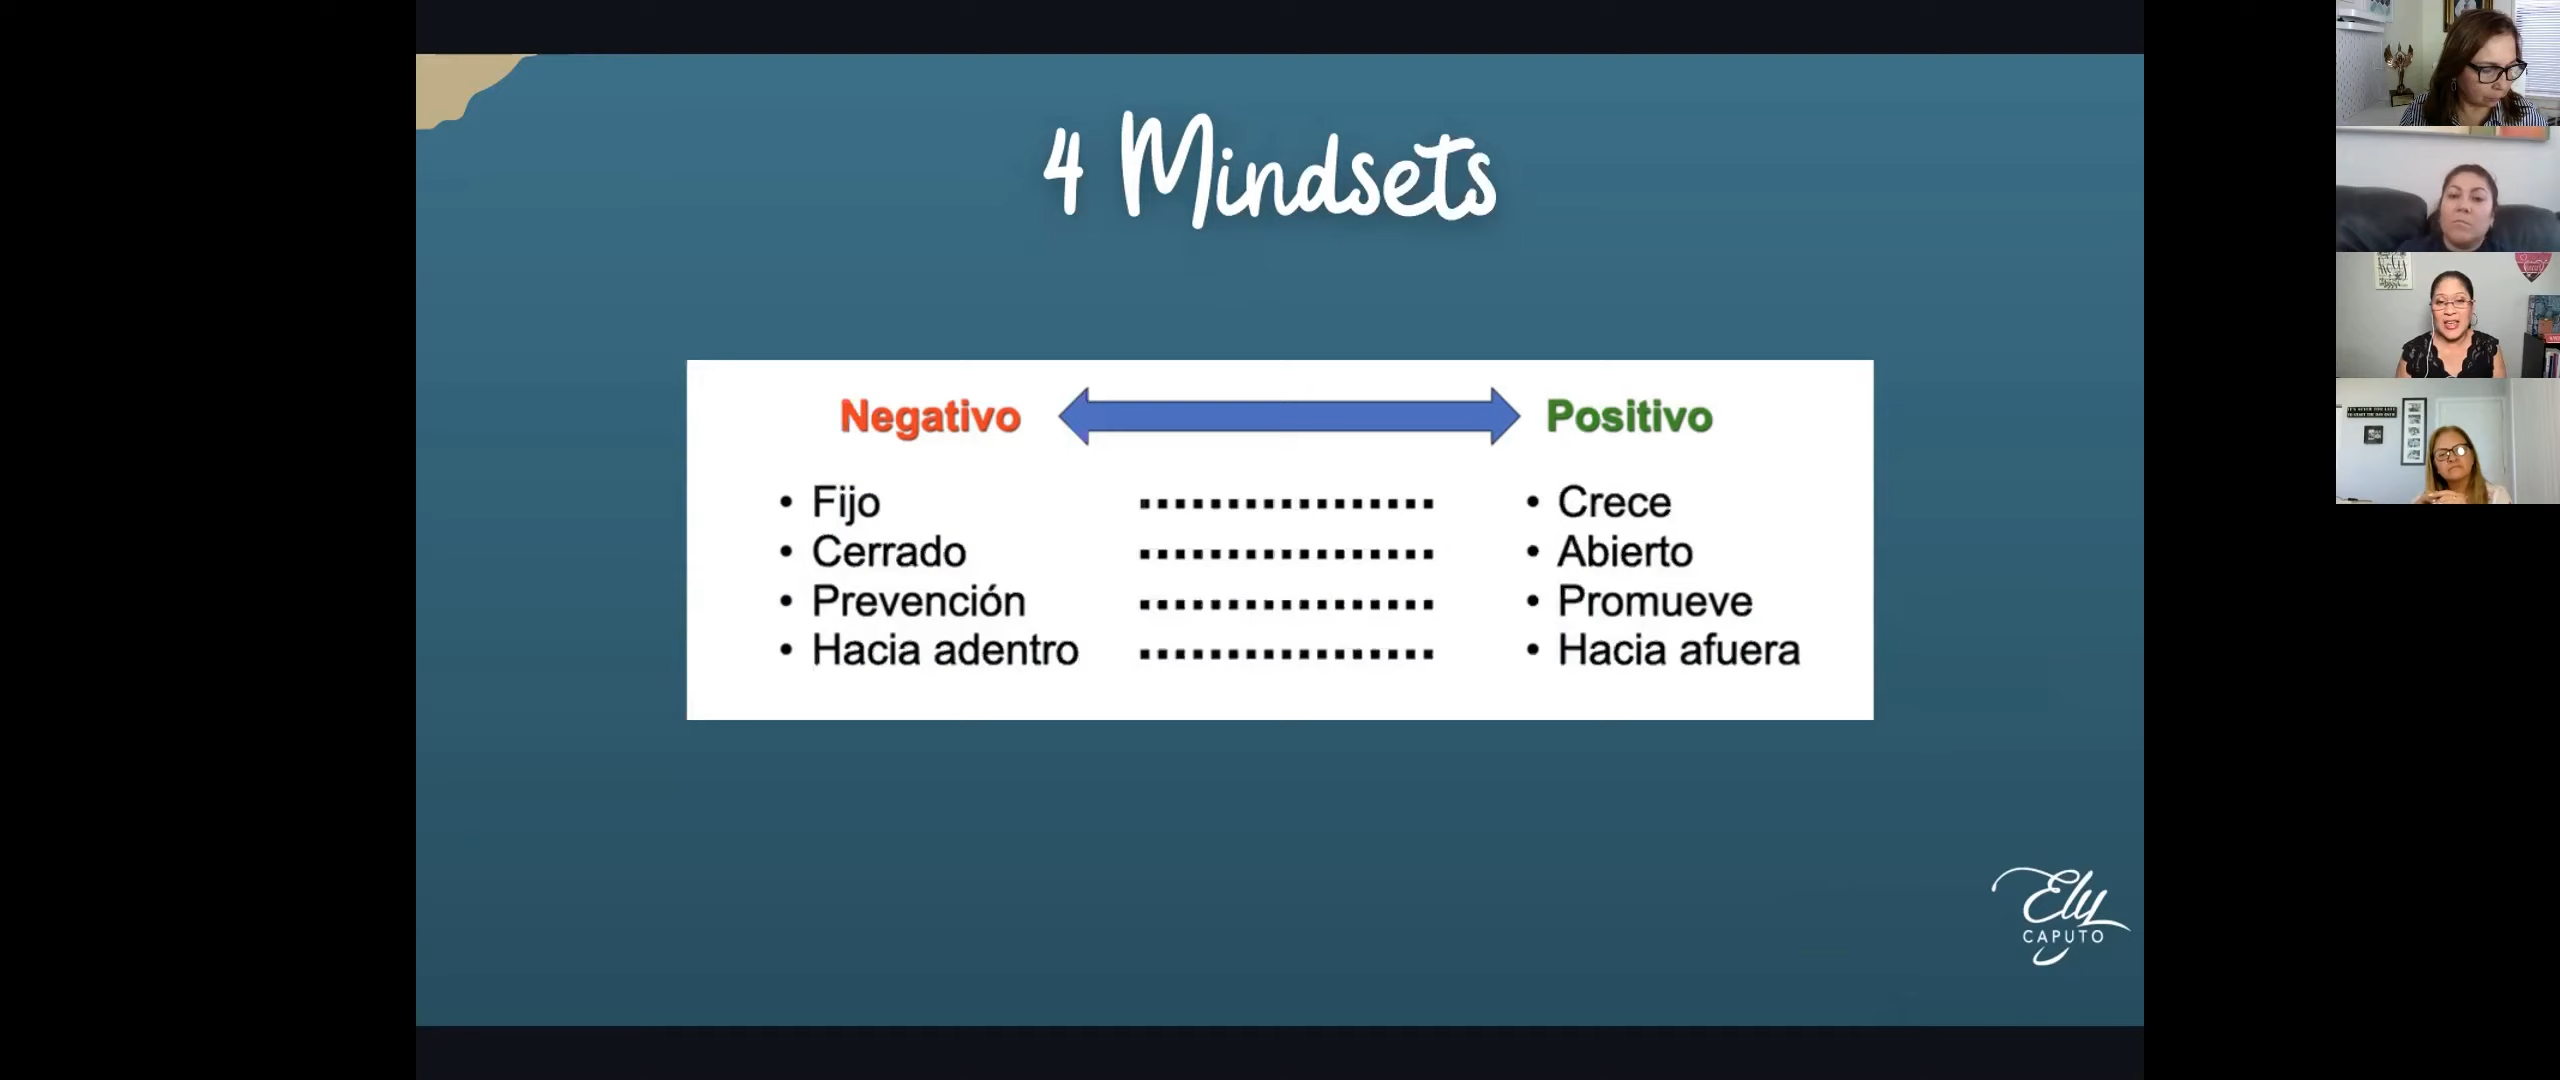 4 Mindsets
Negativo Positivo
• Fijo • Crece
• Cerrado • Abierto
• Prevención • Promueve
• Hacia adentro • Hacia afuera
Ely
CAPUTO